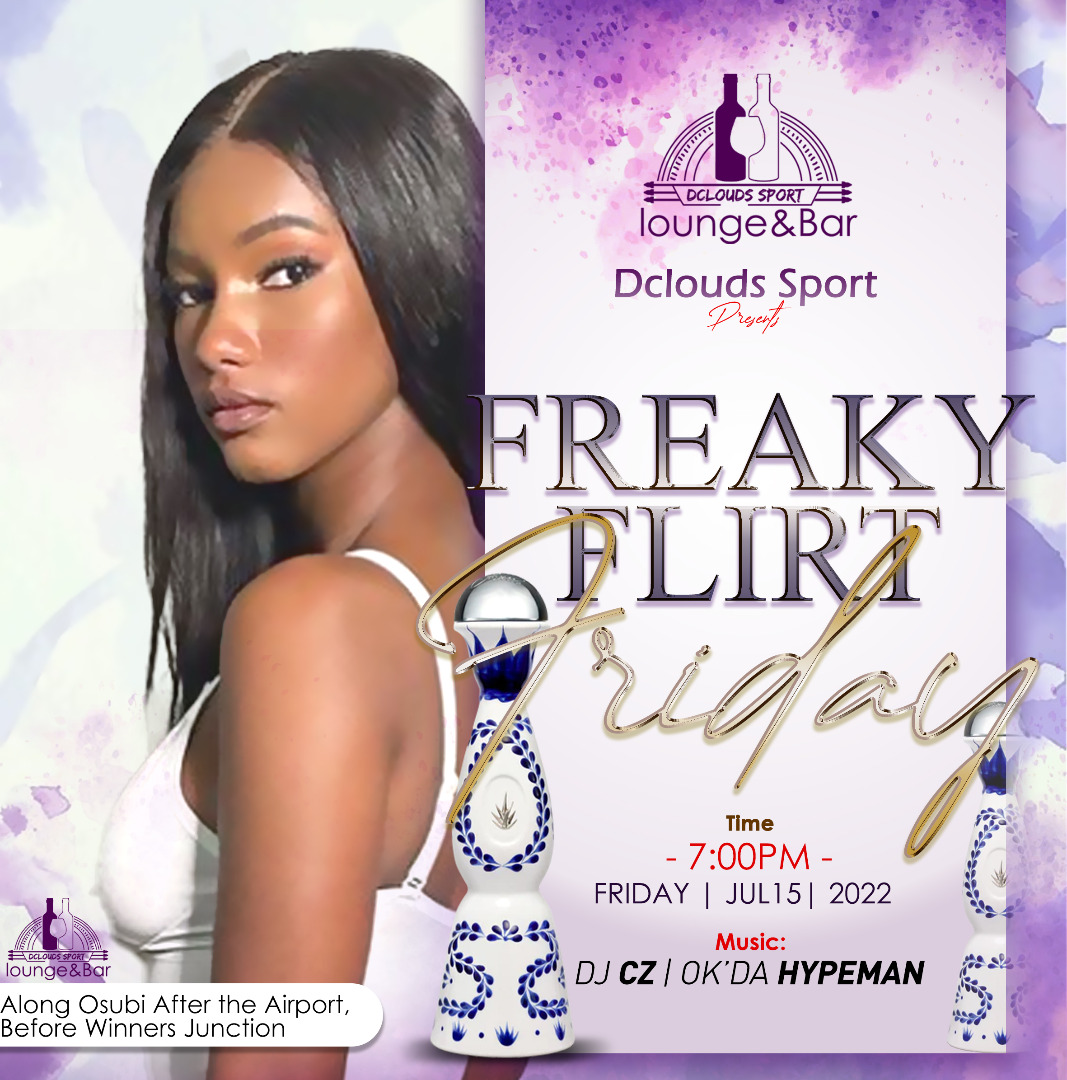 DCLOUDS SPORT
lounge&Bar
Dclouds Sport
Presents
FREAKY
FLIRT
Friday
Time
- 7:00PM -
FRIDAY | JUL15| 2022
Music:
DJ CZ | OK'DA HYPEMAN
DCLOUDS SPORT
lounge&Bar
Along Osubi After the Airport,
Before Winners Junction